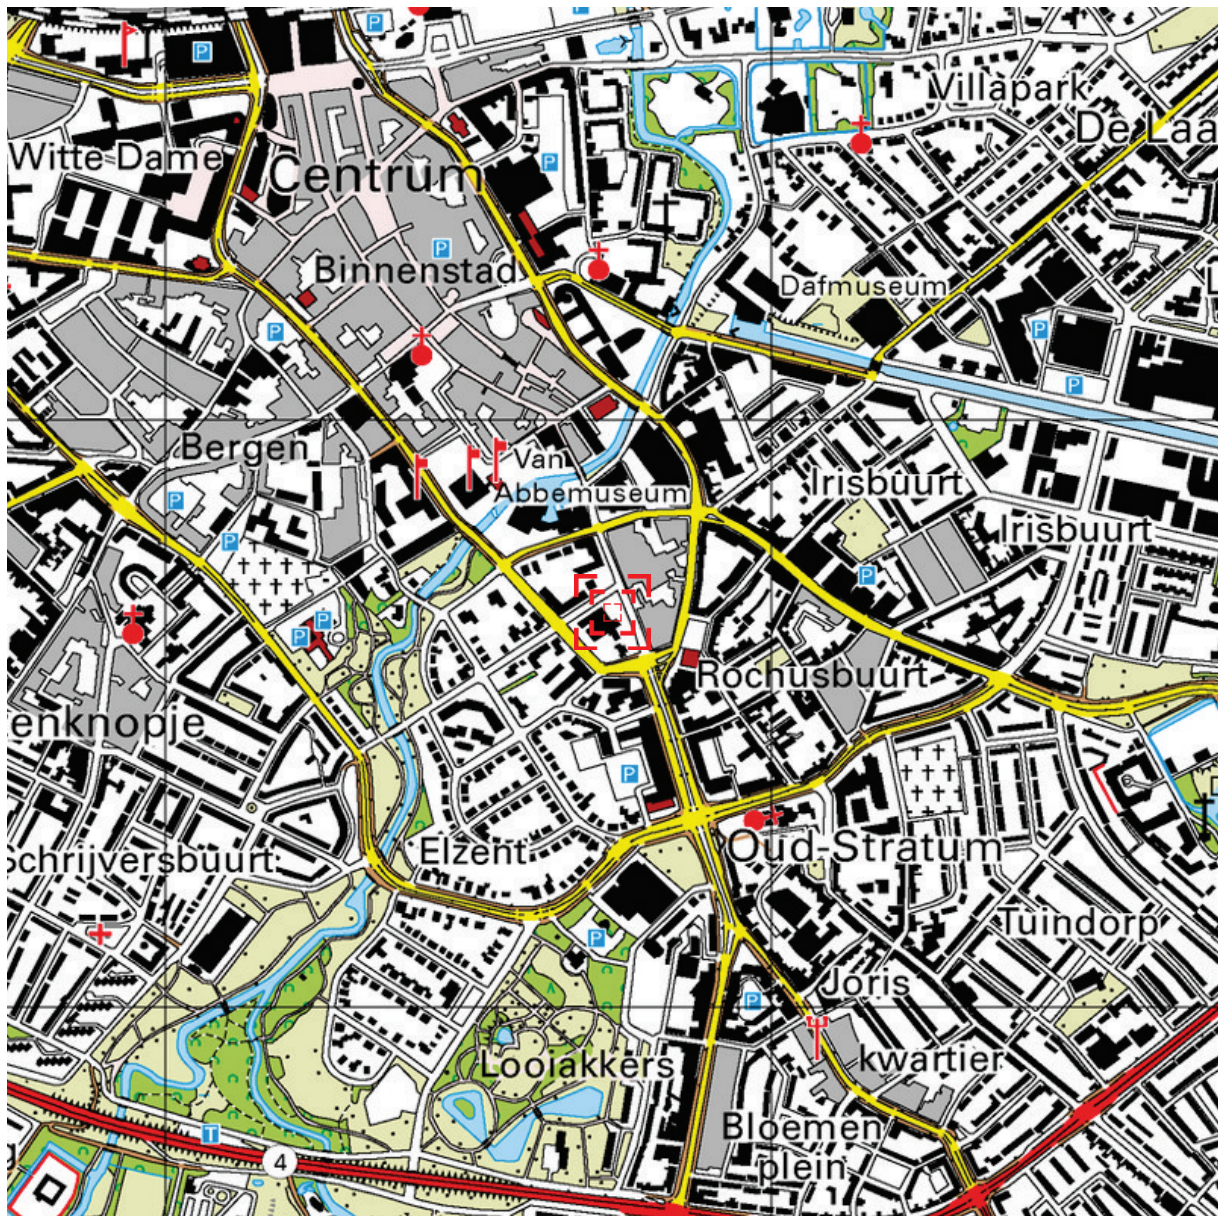 P
P
P
Villapark
De Laa
Witte Dame
P
Centrum
P
Binnenstad
Dafmuseum
L
P
P
P
Bergen
Van
Abbemuseum
Irisbuurt
P
Irisbuurt
P
P
P
P
Rochusbuurt
enknopje
P
Elzent
Oud-Stratum
Schrijversbuurt
Tuindorp
P
Joris
P
Looiakkers
kwartier
T
Bloemen
plein
4